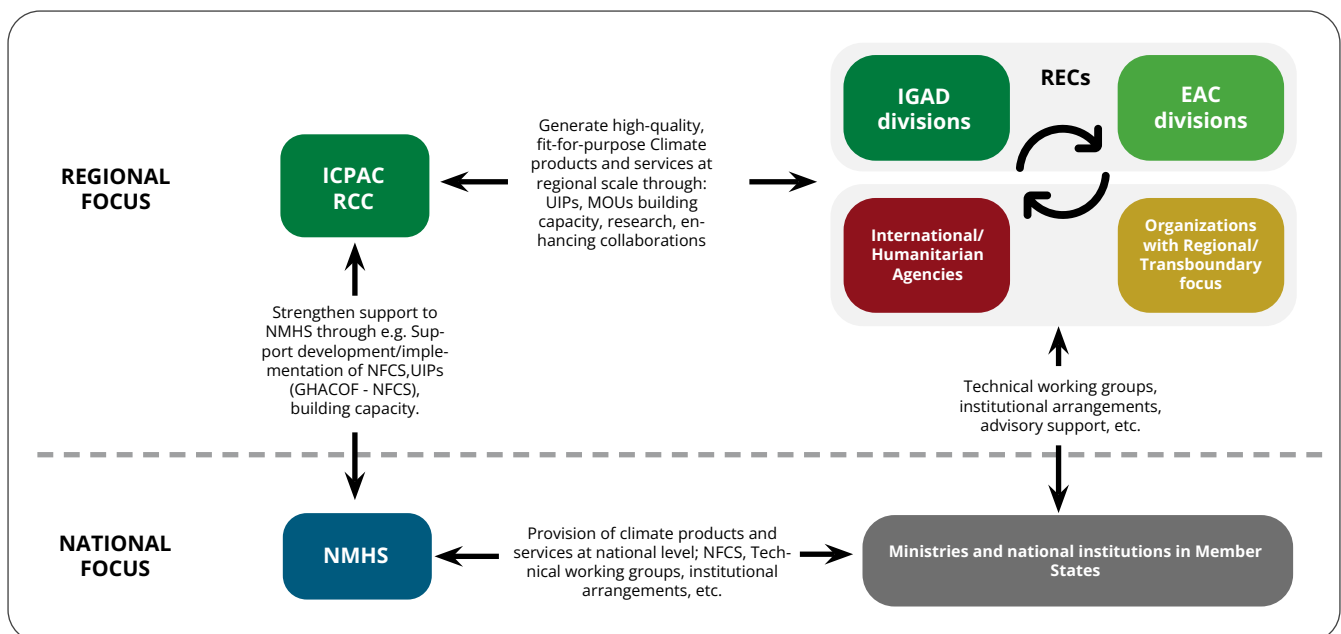 REGIONAL
FOCUS
ICPAC
RCC
Generate high-quality,
fit-for-purpose Climate
products and services at
regional scale through:
UIPs, MOUs building
capacity, research, en-
hancing collaborations
IGAD
divisions
RECs
EAC
divisions
International/
Humanitarian
Agencies
Organizations
with Regional/
Transboundary
focus
Strengthen support to
NMHS through e.g. Sup-
port development/imple-
mentation of NFCS,UIPs
(GHACOF - NFCS),
building capacity.
Technical working groups,
institutional arrangements,
advisory support, etc.
NATIONAL
FOCUS
NMHS
Provision of climate products and
services at national level; NFCS, Tech-
nical working groups, institutional
arrangements, etc.
Ministries and national institutions in Member
States